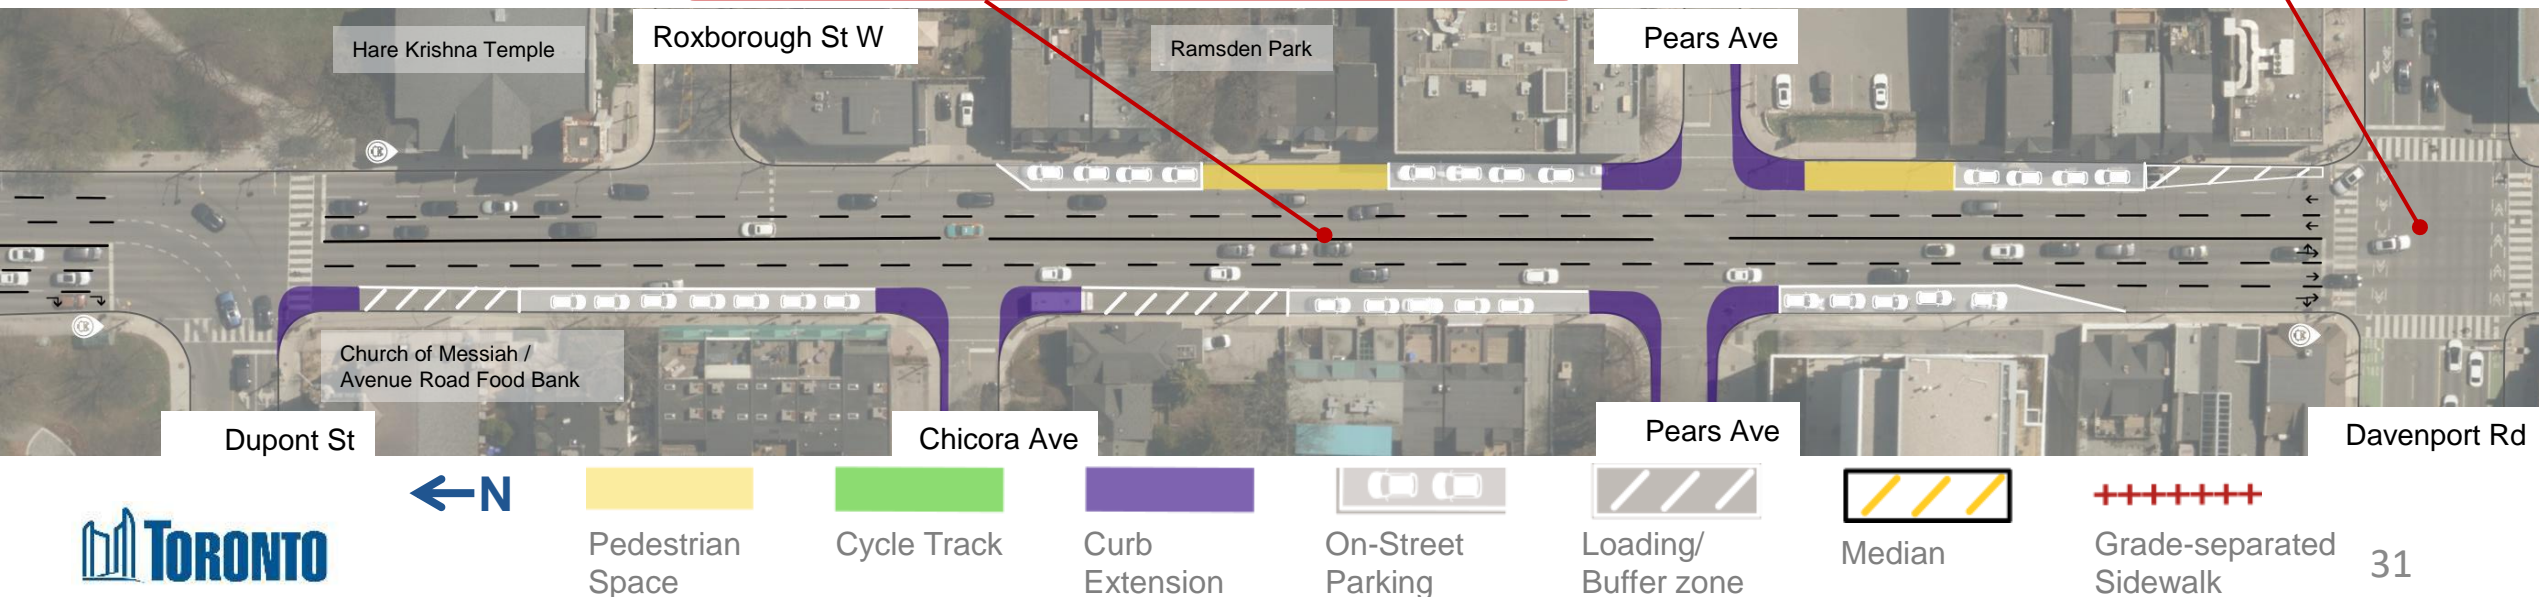 Hare Krishna Temple
Roxborough St W
Ramsden Park
Pears Ave
Church of Messiah /
Avenue Road Food Bank
Dupont St
Chicora Ave
Pears Ave
Davenport Rd
N
TORONTO
Pedestrian
Space
Cycle Track
Curb
Extension
On-Street
Parking
Loading/
Buffer zone
Median
Grade-separated
Sidewalk
31